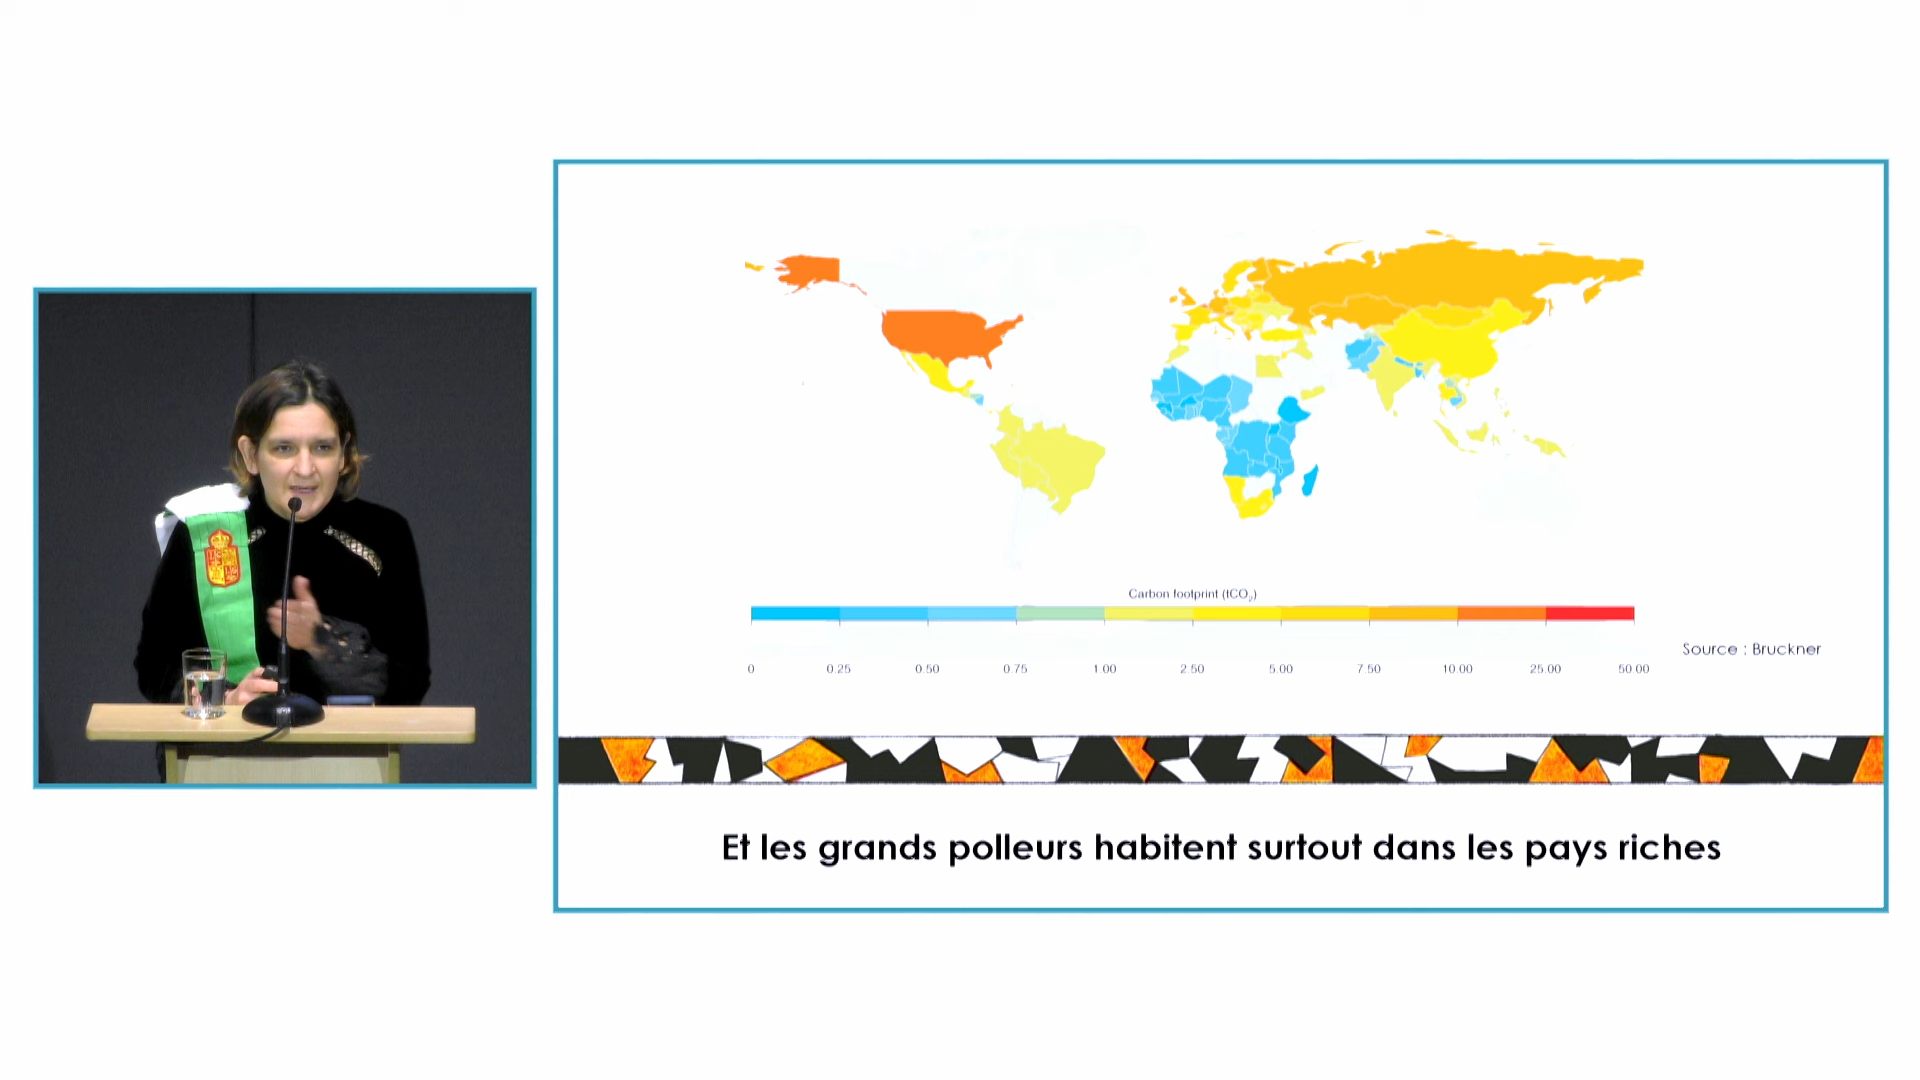 Carbon footprint (tCO₂)
0 0.25 0.50 0.75 1.00 2.50 5.00 7.50 10.00 25.00 50.00
Source : Bruckner
Et les grands polleurs habitent surtout dans les pays riches